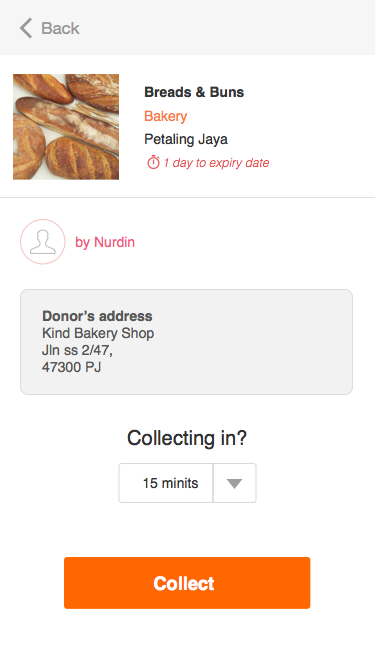 Back
Breads & Buns
Bakery
Petaling Jaya
1 day to expiry date
by Nurdin
Donor’s address
Kind Bakery Shop
Jln ss 2/47,
47300 PJ
Collecting in?
15 minits
Collect